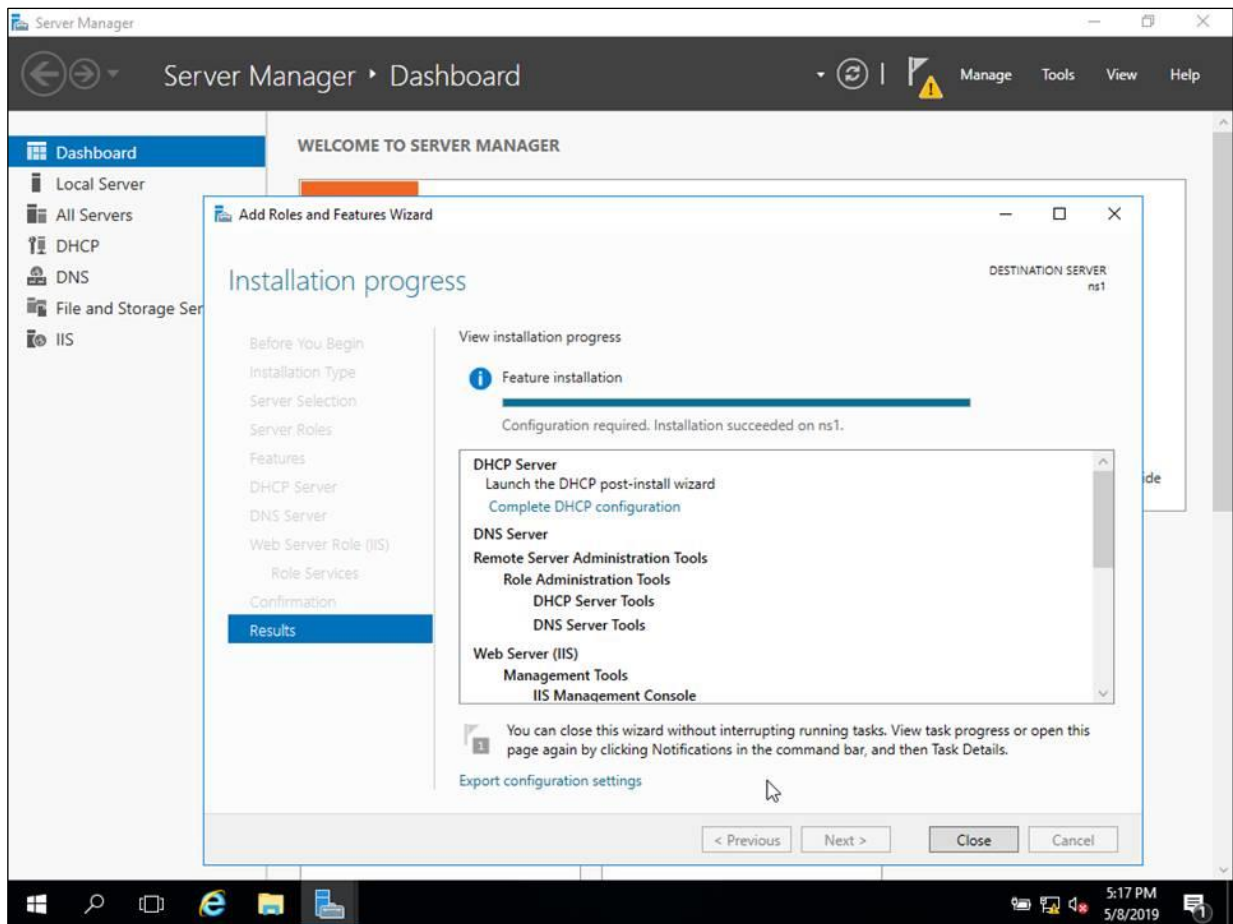 Server Manager
Server Manager ‣ Dashboard
Manage Tools View Help
Dashboard
Local Server
All Servers
DHCP
DNS
File and Storage Ser
IIS
WELCOME TO SERVER MANAGER
ide
Add Roles and Features Wizard
Installation progress
DESTINATION SERVER
ns1
Before You Begin
Installation Type
Server Selection
Server Roles
Features
DHCP Server
DNS Server
Web Server Role (IIS)
Role Services
Confirmation
Results
View installation progress
Feature installation
Configuration required. Installation succeeded on ns1.
DHCP Server
Launch the DHCP post-install wizard
Complete DHCP configuration
DNS Server
Remote Server Administration Tools
Role Administration Tools
DHCP Server Tools
DNS Server Tools
Web Server (IIS)
Management Tools
IIS Management Console
1
You can close this wizard without interrupting running tasks. View task progress or open this
page again by clicking Notifications in the command bar, and then Task Details.
Export configuration settings
< Previous Next > Close Cancel
5:17 PM
5/8/2019
1